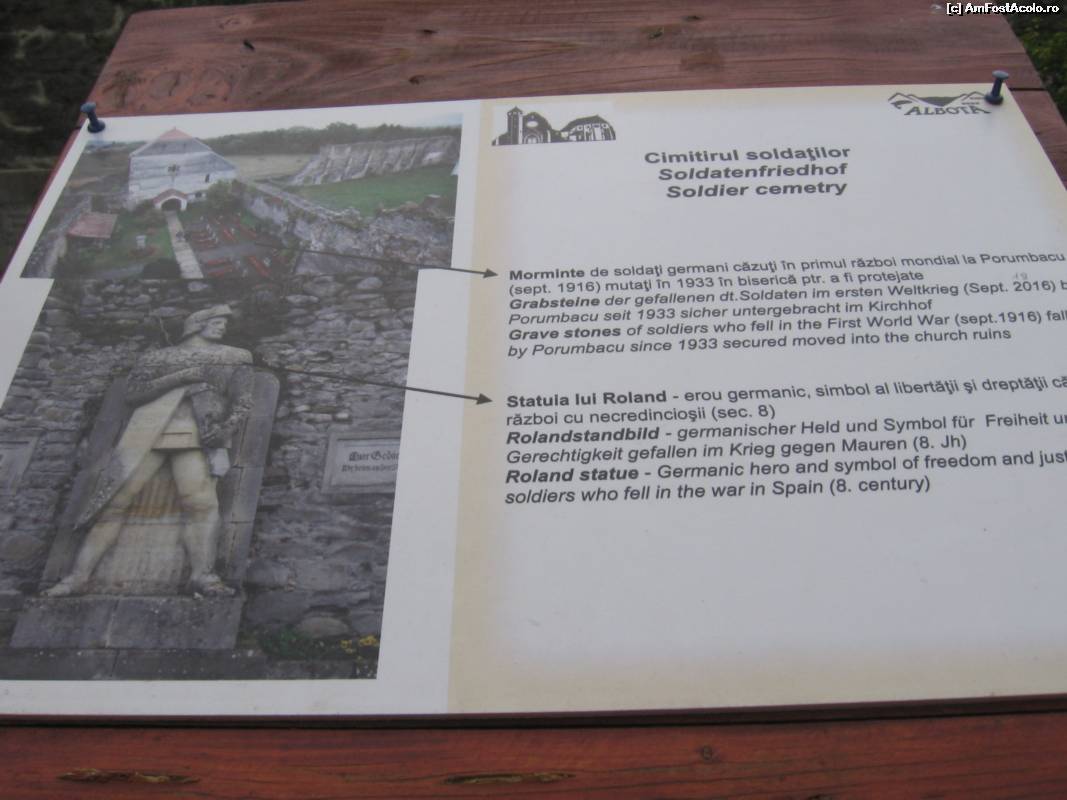 [c] AmFostAcolo.ro
ALBOTA
Cimitirul soldaţilor
Soldatenfriedhof
Soldier cemetry
Morminte de soldaţi germani căzuţi în primul război mondial la Porumbacu
(sept. 1916) mutaţi în 1933 în biserică ptr. a fi protejate
Grabsteine der gefallenen dt.Soldaten im ersten Weltkrieg (Sept. 2016) b
19
Porumbacu seit 1933 sicher untergebracht im Kirchhof
Grave stones of soldiers who fell in the First World War (sept.1916) fall
by Porumbacu since 1933 secured moved into the church ruins
Statuia lui Roland - erou germanic, simbol al libertăţii şi dreptăţii că
război cu necredincioşii (sec. 8)
Rolandstandbild - germanischer Held und Symbol für Freiheit u
Gerechtigkeit gefallen im Krieg gegen Mauren (8. Jh)
Roland statue - Germanic hero and symbol of freedom and just
soldiers who fell in the war in Spain (8. century)